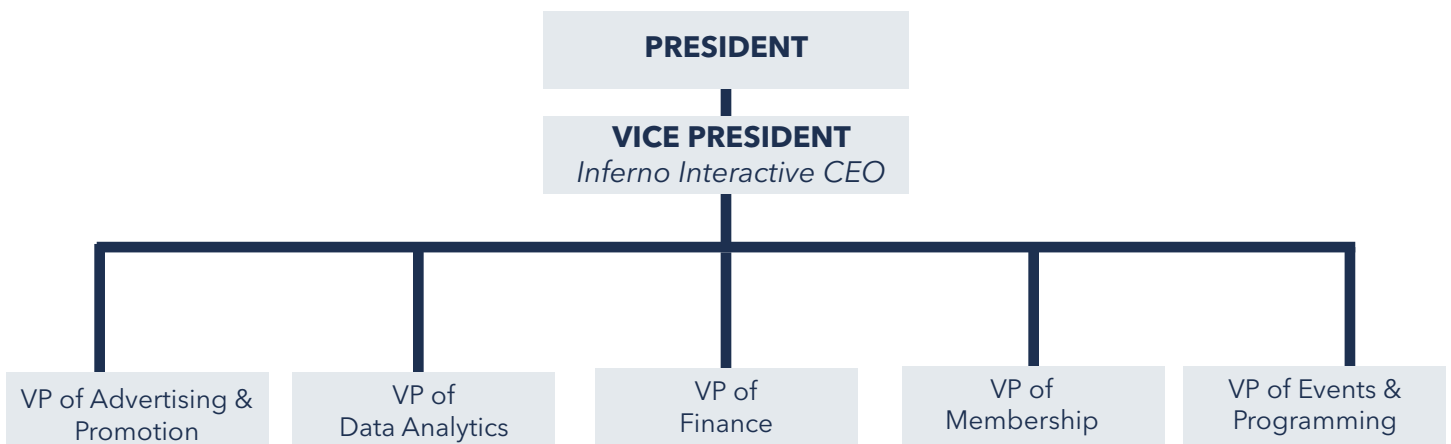 PRESIDENT
VICE PRESIDENT
Inferno Interactive CEO
VP of Advertising &
Promotion
VP of
Data Analytics
VP of
Finance
VP of
Membership
VP of Events &
Programming